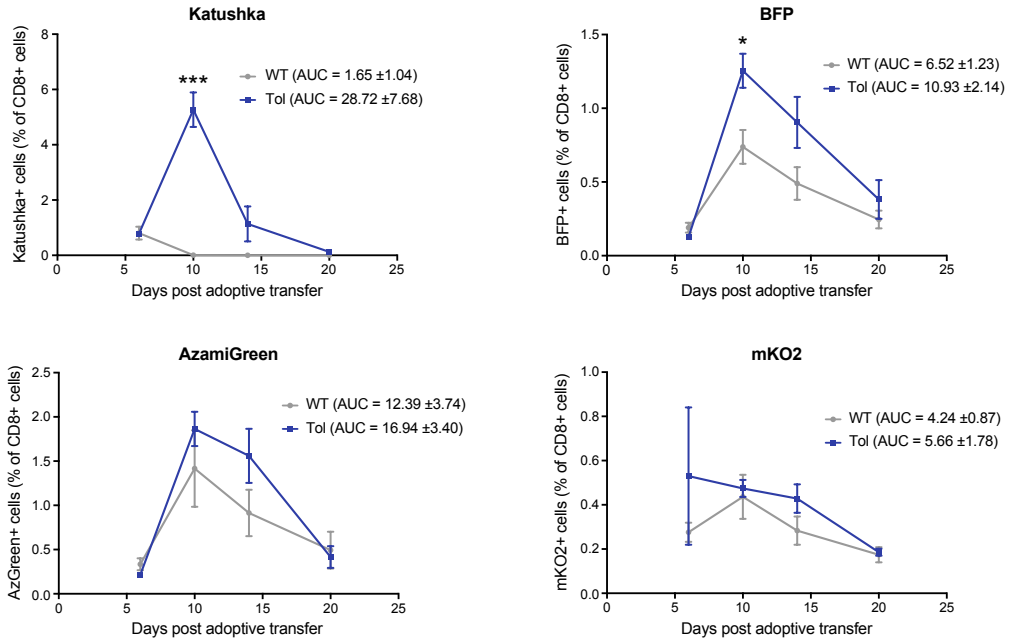 Katushka
***
WT (AUC = 1.65 ±1.04)
Tol (AUC = 28.72 ±7.68)
Katushka+ cells (% of CD8+ cells)
8
6
4
2
0
0 5 10 15 20 25
Days post adoptive transfer
BFP
*
WT (AUC = 6.52 ±1.23)
Tol (AUC = 10.93 ±2.14)
BFP+ cells (% of CD8+ cells)
1.5
1.0
0.5
0.0
0 5 10 15 20 25
Days post adoptive transfer
AzamiGreen
WT (AUC = 12.39 ±3.74)
Tol (AUC = 16.94 ±3.40)
AzGreen+ cells (% of CD8+ cells)
2.5
2.0
1.5
1.0
0.5
0.0
0 5 10 15 20 25
Days post adoptive transfer
mKO2
WT (AUC = 4.24 ±0.87)
Tol (AUC = 5.66 ±1.78)
mKO2+ cells (% of CD8+ cells)
1.0
0.8
0.6
0.4
0.2
0.0
0 5 10 15 20 25
Days post adoptive transfer